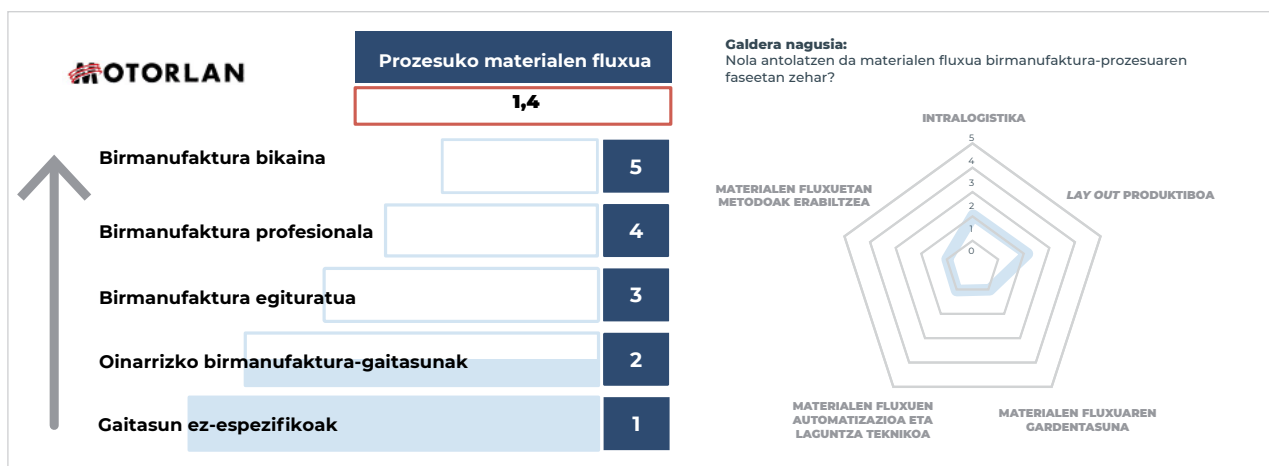 MOTORLAN
Prozesuko materialen fluxua
1,4
Birmanufaktura bikaina
5
Birmanufaktura profesionala
4
Birmanufaktura egituratua
3
Oinarrizko birmanufaktura-gaitasunak
2
Gaitasun ez-espezifikoak
1
Galdera nagusia:
Nola antolatzen da materialen fluxua birmanufaktura-prozesuaren
faseetan zehar?
INTRALOGISTIKA
5
4
3
2
1
0
MATERIALEN FLUXUETAN
METODOAK ERABILTZEA
LAY OUT PRODUKTIBOA
MATERIALEN FLUXUEN
AUTOMATIZAZIOA ETA
LAGUNTZA TEKNIKOA
MATERIALEN FLUXUAREN
GARDENTASUNA